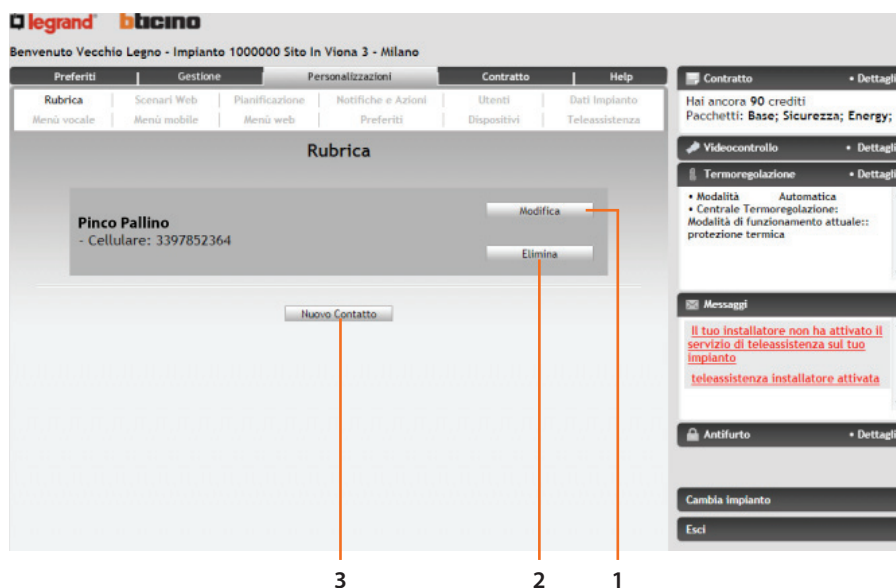 legrand bticino
Benvenuto Vecchio Legno - Impianto 1000000 Sito In Viona 3 - Milano
Preferiti Gestione Personalizzazioni Contratto Help
Rubrica Scenari Web Pianificazione Notifiche e Azioni Utenti Dati Impianto
Menù vocale Menù mobile Menù web Preferiti Dispositivi Teleassistenza
Rubrica
Pinco Pallino
- Cellulare: 3397852364
Modifica
Elimina
Nuovo Contatto
Contratto • Dettagli
Hai ancora 90 crediti
Pacchetti: Base; Sicurezza; Energy;
Videocontrollo • Dettagli
Termoregolazione • Dettagli
• Modalità Automatica
• Centrale Termoregolazione:
Modalità di funzionamento attuale::
protezione termica
Messaggi
Il tuo installatore non ha attivato il
servizio di teleassistenza sul tuo
impianto
teleassistenza installatore attivata
Antifurto • Dettagli
Cambia impianto
Esci
3 2 1